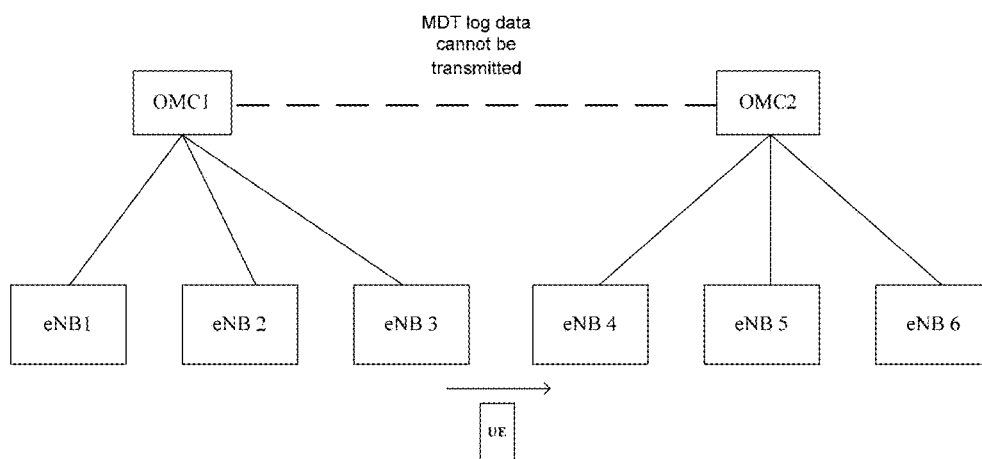 MDT log data
cannot be
transmitted
OMC1
OMC2
eNB1
eNB 2
eNB 3
eNB 4
eNB 5
eNB 6
UE